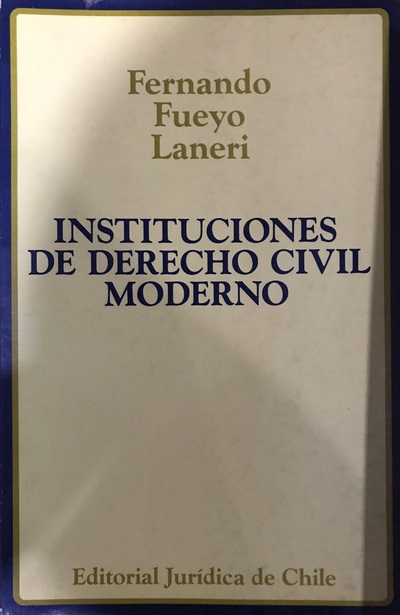 Fernando
Fueyo
Laneri
INSTITUCIONES
DE DERECHO CIVIL
MODERNO
Editorial Jurídica de Chile